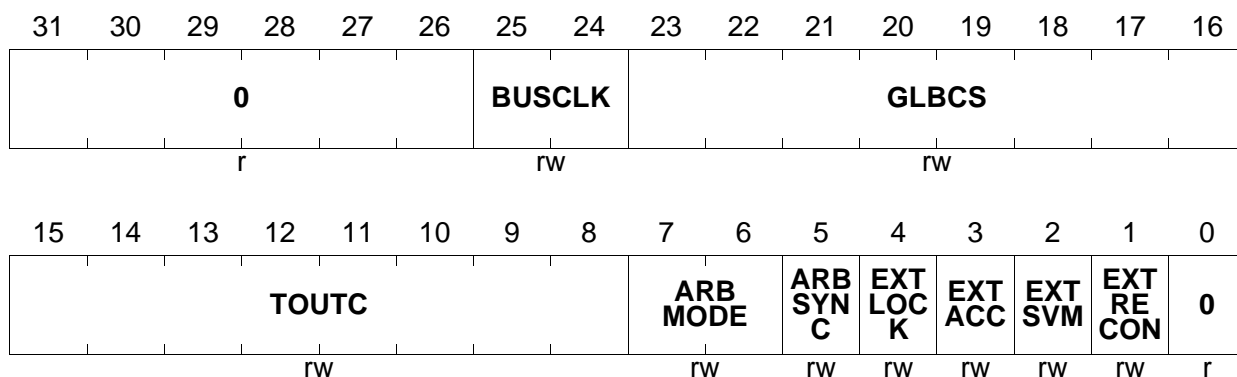 31 30 29 28 27 26 25 24 23 22 21 20 19 18 17 16
0 BUSCLK GLBCS
r rw rw
15 14 13 12 11 10 9 8 7 6 5 4 3 2 1 0
TOUTC ARB MODE ARB SYN C EXT LOC K EXT ACC EXT SVM EXT RE CON 0
rw rw rw rw rw rw rw r